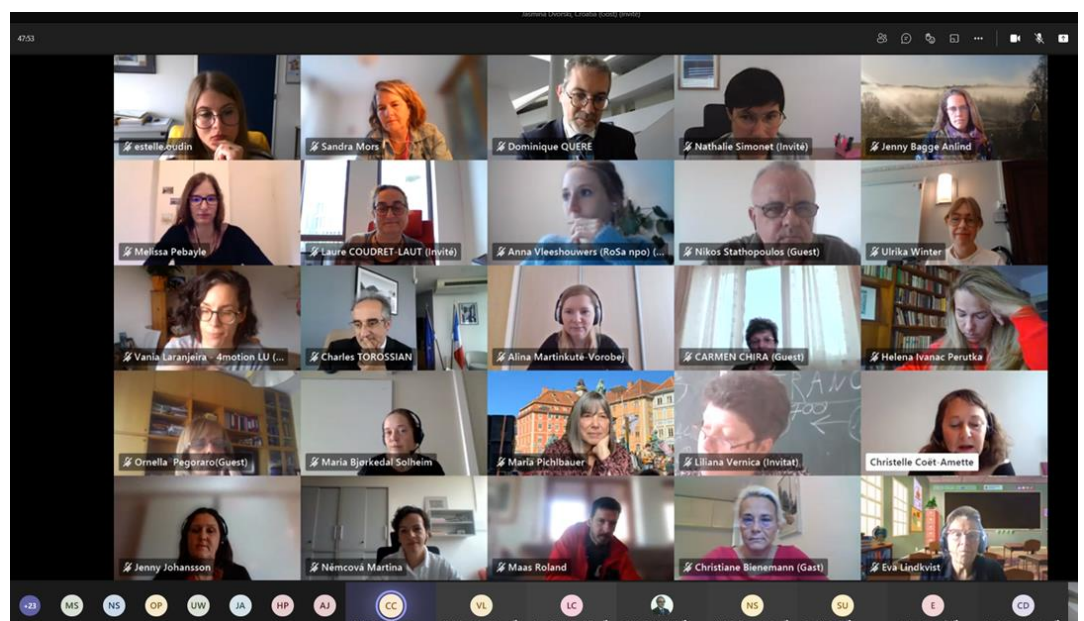 Jasmina Dvorski, Croatia (Gost) (Invité)
47:53
estelle.oudin
Sandra Mors
Dominique QUERE
Nathalie Simonet (Invité)
Jenny Bagge Anlind
Melissa Pebayle
Laure COUDRET-LAUT (Invité)
Anna Vleeshouwers (RoSa npo) (...
Nikos Stathopoulos (Guest)
Ulrika Winter
Vania Laranjeira - 4motion LU (...
Charles TOROSSIAN
Alina Martinkutė-Vorobej
CARMEN CHIRA (Guest)
Helena Ivanac Perutka
Ornella Pegoraro(Guest)
Maria Bjørkedal Solheim
Maria Pichlbauer
Liliana Vernica (Invitat)
Christelle Coët-Amette
Jenny Johansson
Němcová Martina
Maas Roland
Christiane Bienemann (Gast)
Eva Lindkvist
+23
MS
NS
OP
UW
JA
HP
AJ
CC
VL
LC
NS
SU
E
CD